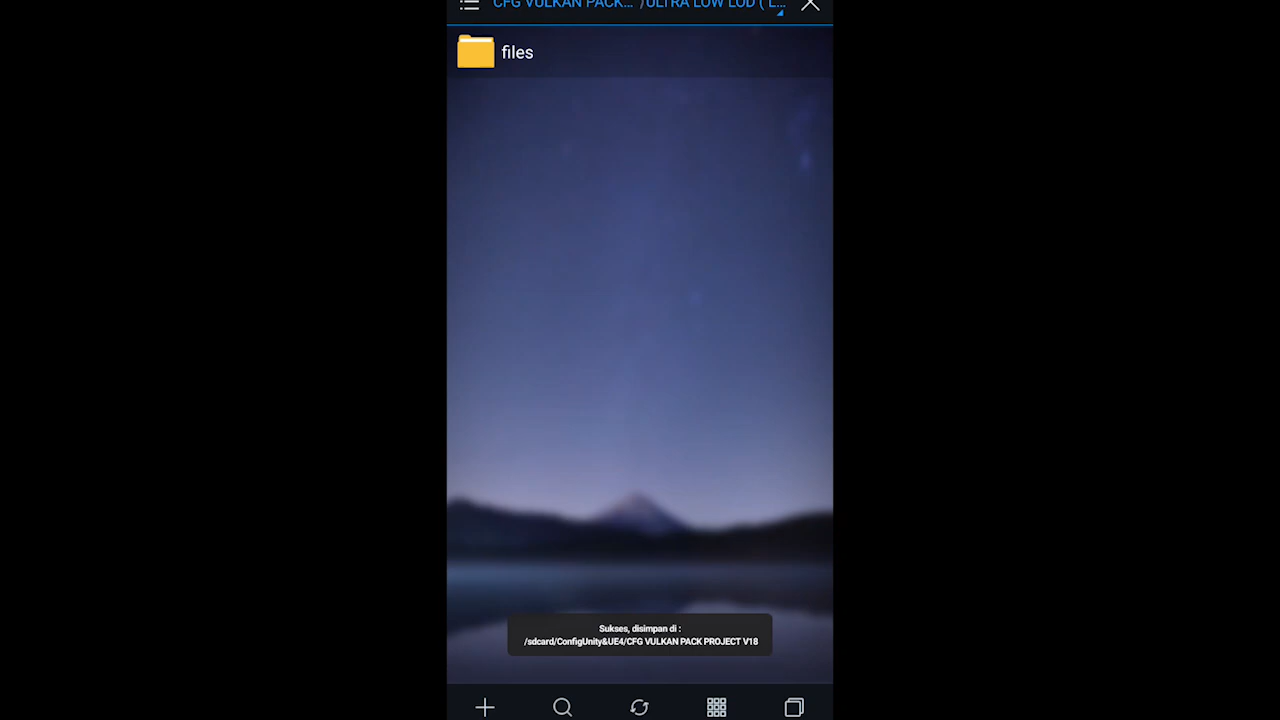 CFG VULKAN PACK... /ULTRA LOW LOD ( L...
files
Sukses, disimpan di :
/sdcard/ConfigUnity&UE4/CFG VULKAN PACK PROJECT V18